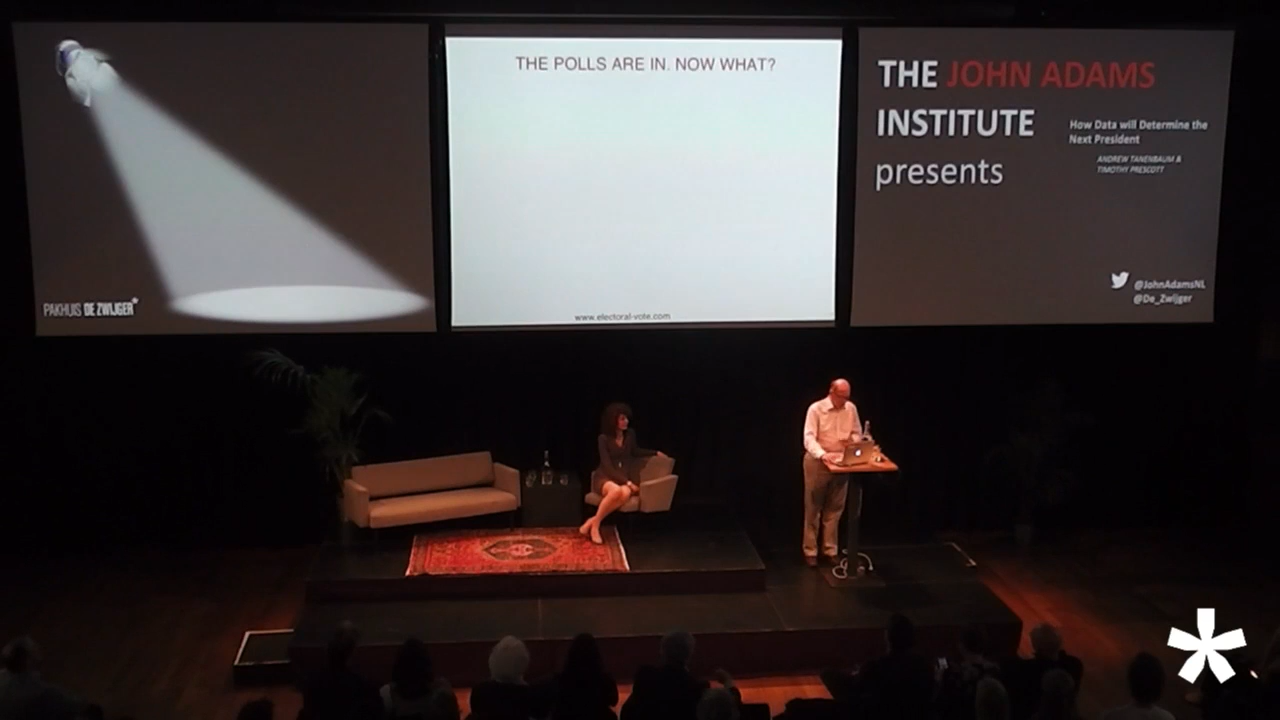 PAKHUIS DE ZWIJGER*
THE POLLS ARE IN. NOW WHAT?
www.electoral-vote.com
THE JOHN ADAMS
INSTITUTE
presents
How Data will Determine the
Next President
ANDREW TANENBAUM &
TIMOTHY PRESCOTT
@JohnAdamsNL
@De_Zwijger